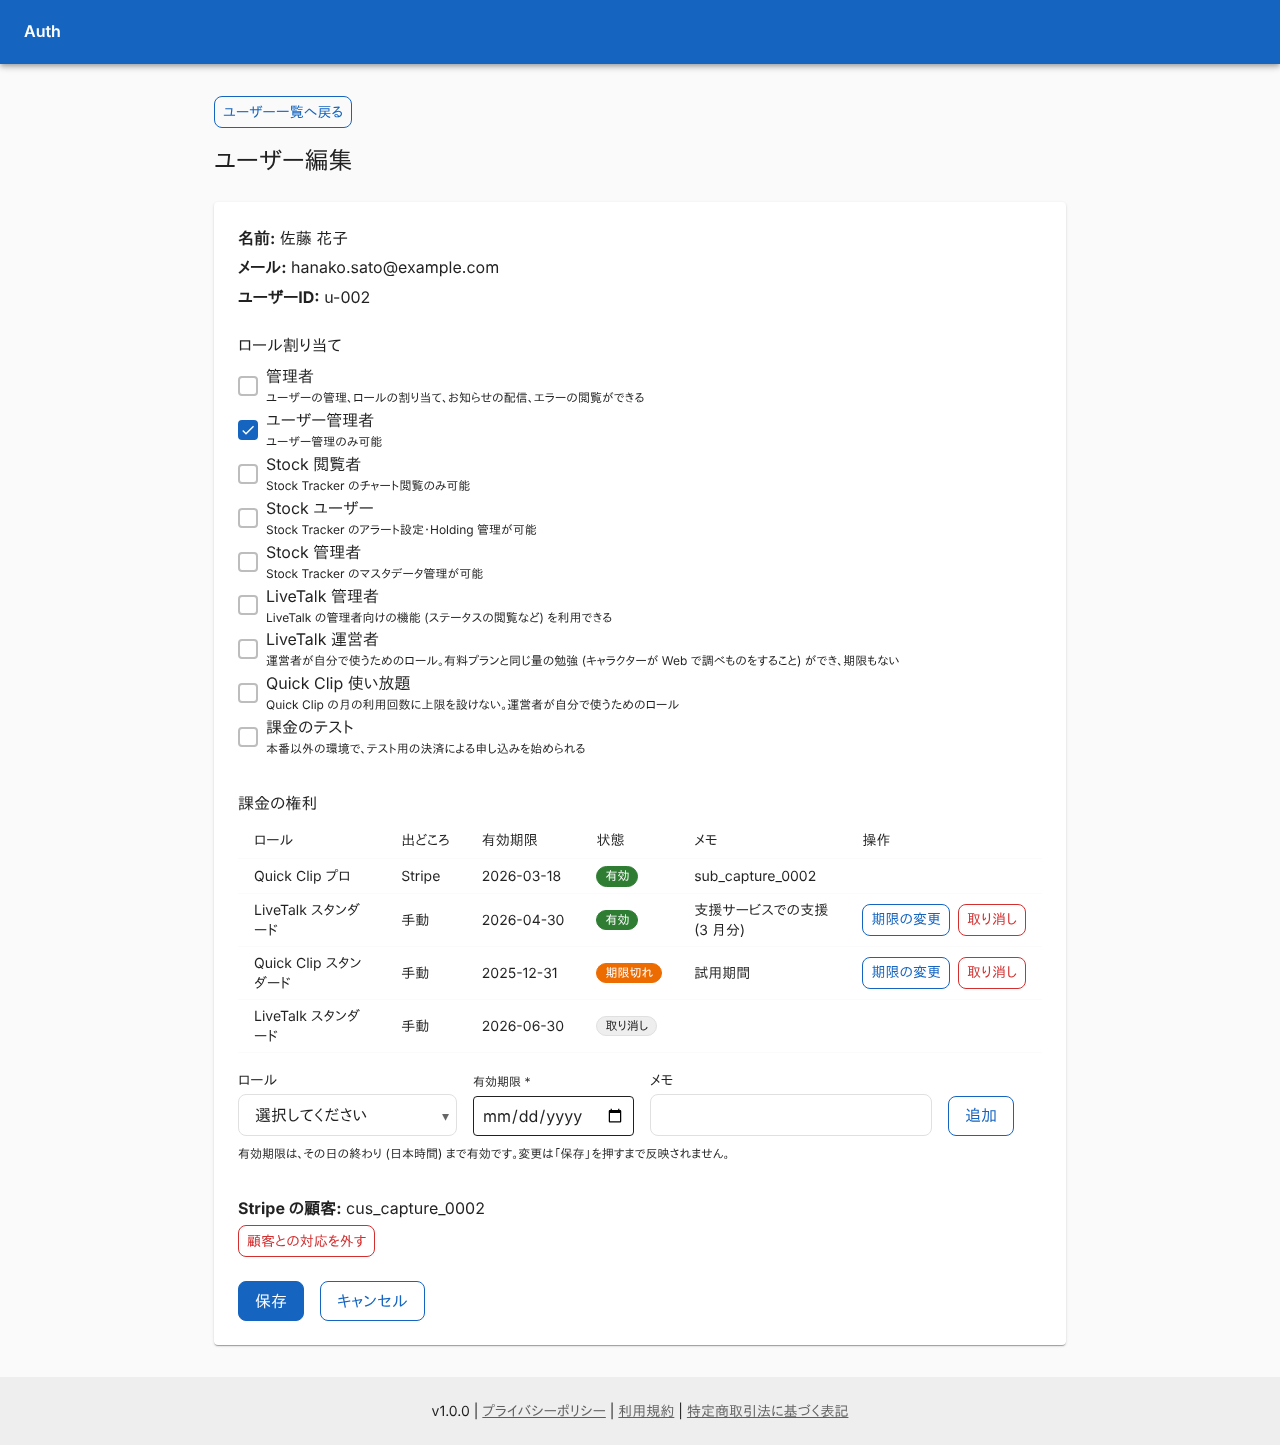 Auth
ユーザー一覧へ戻る
ユーザー編集
名前: 佐藤 花子
メール: hanako.sato@example.com
ユーザーID: u-002
ロール割り当て
管理者
ユーザーの管理、ロールの割り当て、お知らせの配信、エラーの閲覧ができる
ユーザー管理者
ユーザー管理のみ可能
Stock 閲覧者
Stock Tracker のチャート閲覧のみ可能
Stock ユーザー
Stock Tracker のアラート設定・Holding 管理が可能
Stock 管理者
Stock Tracker のマスタデータ管理が可能
LiveTalk 管理者
LiveTalk の管理者向けの機能 (ステータスの閲覧など) を利用できる
LiveTalk 運営者
運営者が自分で使うためのロール。有料プランと同じ量の勉強 (キャラクターが Web で調べものをすること) ができ、期限もない
Quick Clip 使い放題
Quick Clip の月の利用回数に上限を設けない。運営者が自分で使うためのロール
課金のテスト
本番以外の環境で、テスト用の決済による申し込みを始められる
課金の権利
ロール 出どころ 有効期限 状態 メモ 操作
Quick Clip プロ Stripe 2026-03-18 有効 sub_capture_0002
LiveTalk スタンダ
ード 手動 2026-04-30 有効 支援サービスでの支援
(3 月分) 期限の変更 取り消し
Quick Clip スタン
ダード 手動 2025-12-31 期限切れ 試用期間 期限の変更 取り消し
LiveTalk スタンダ
ード 手動 2026-06-30 取り消し
ロール 有効期限 * メモ
選択してください ▾ mm/dd/yyyy 追加
有効期限は、その日の終わり (日本時間) まで有効です。変更は「保存」を押すまで反映されません。
Stripe の顧客: cus_capture_0002
顧客との対応を外す
保存 キャンセル
v1.0.0 | プライバシーポリシー | 利用規約 | 特定商取引法に基づく表記